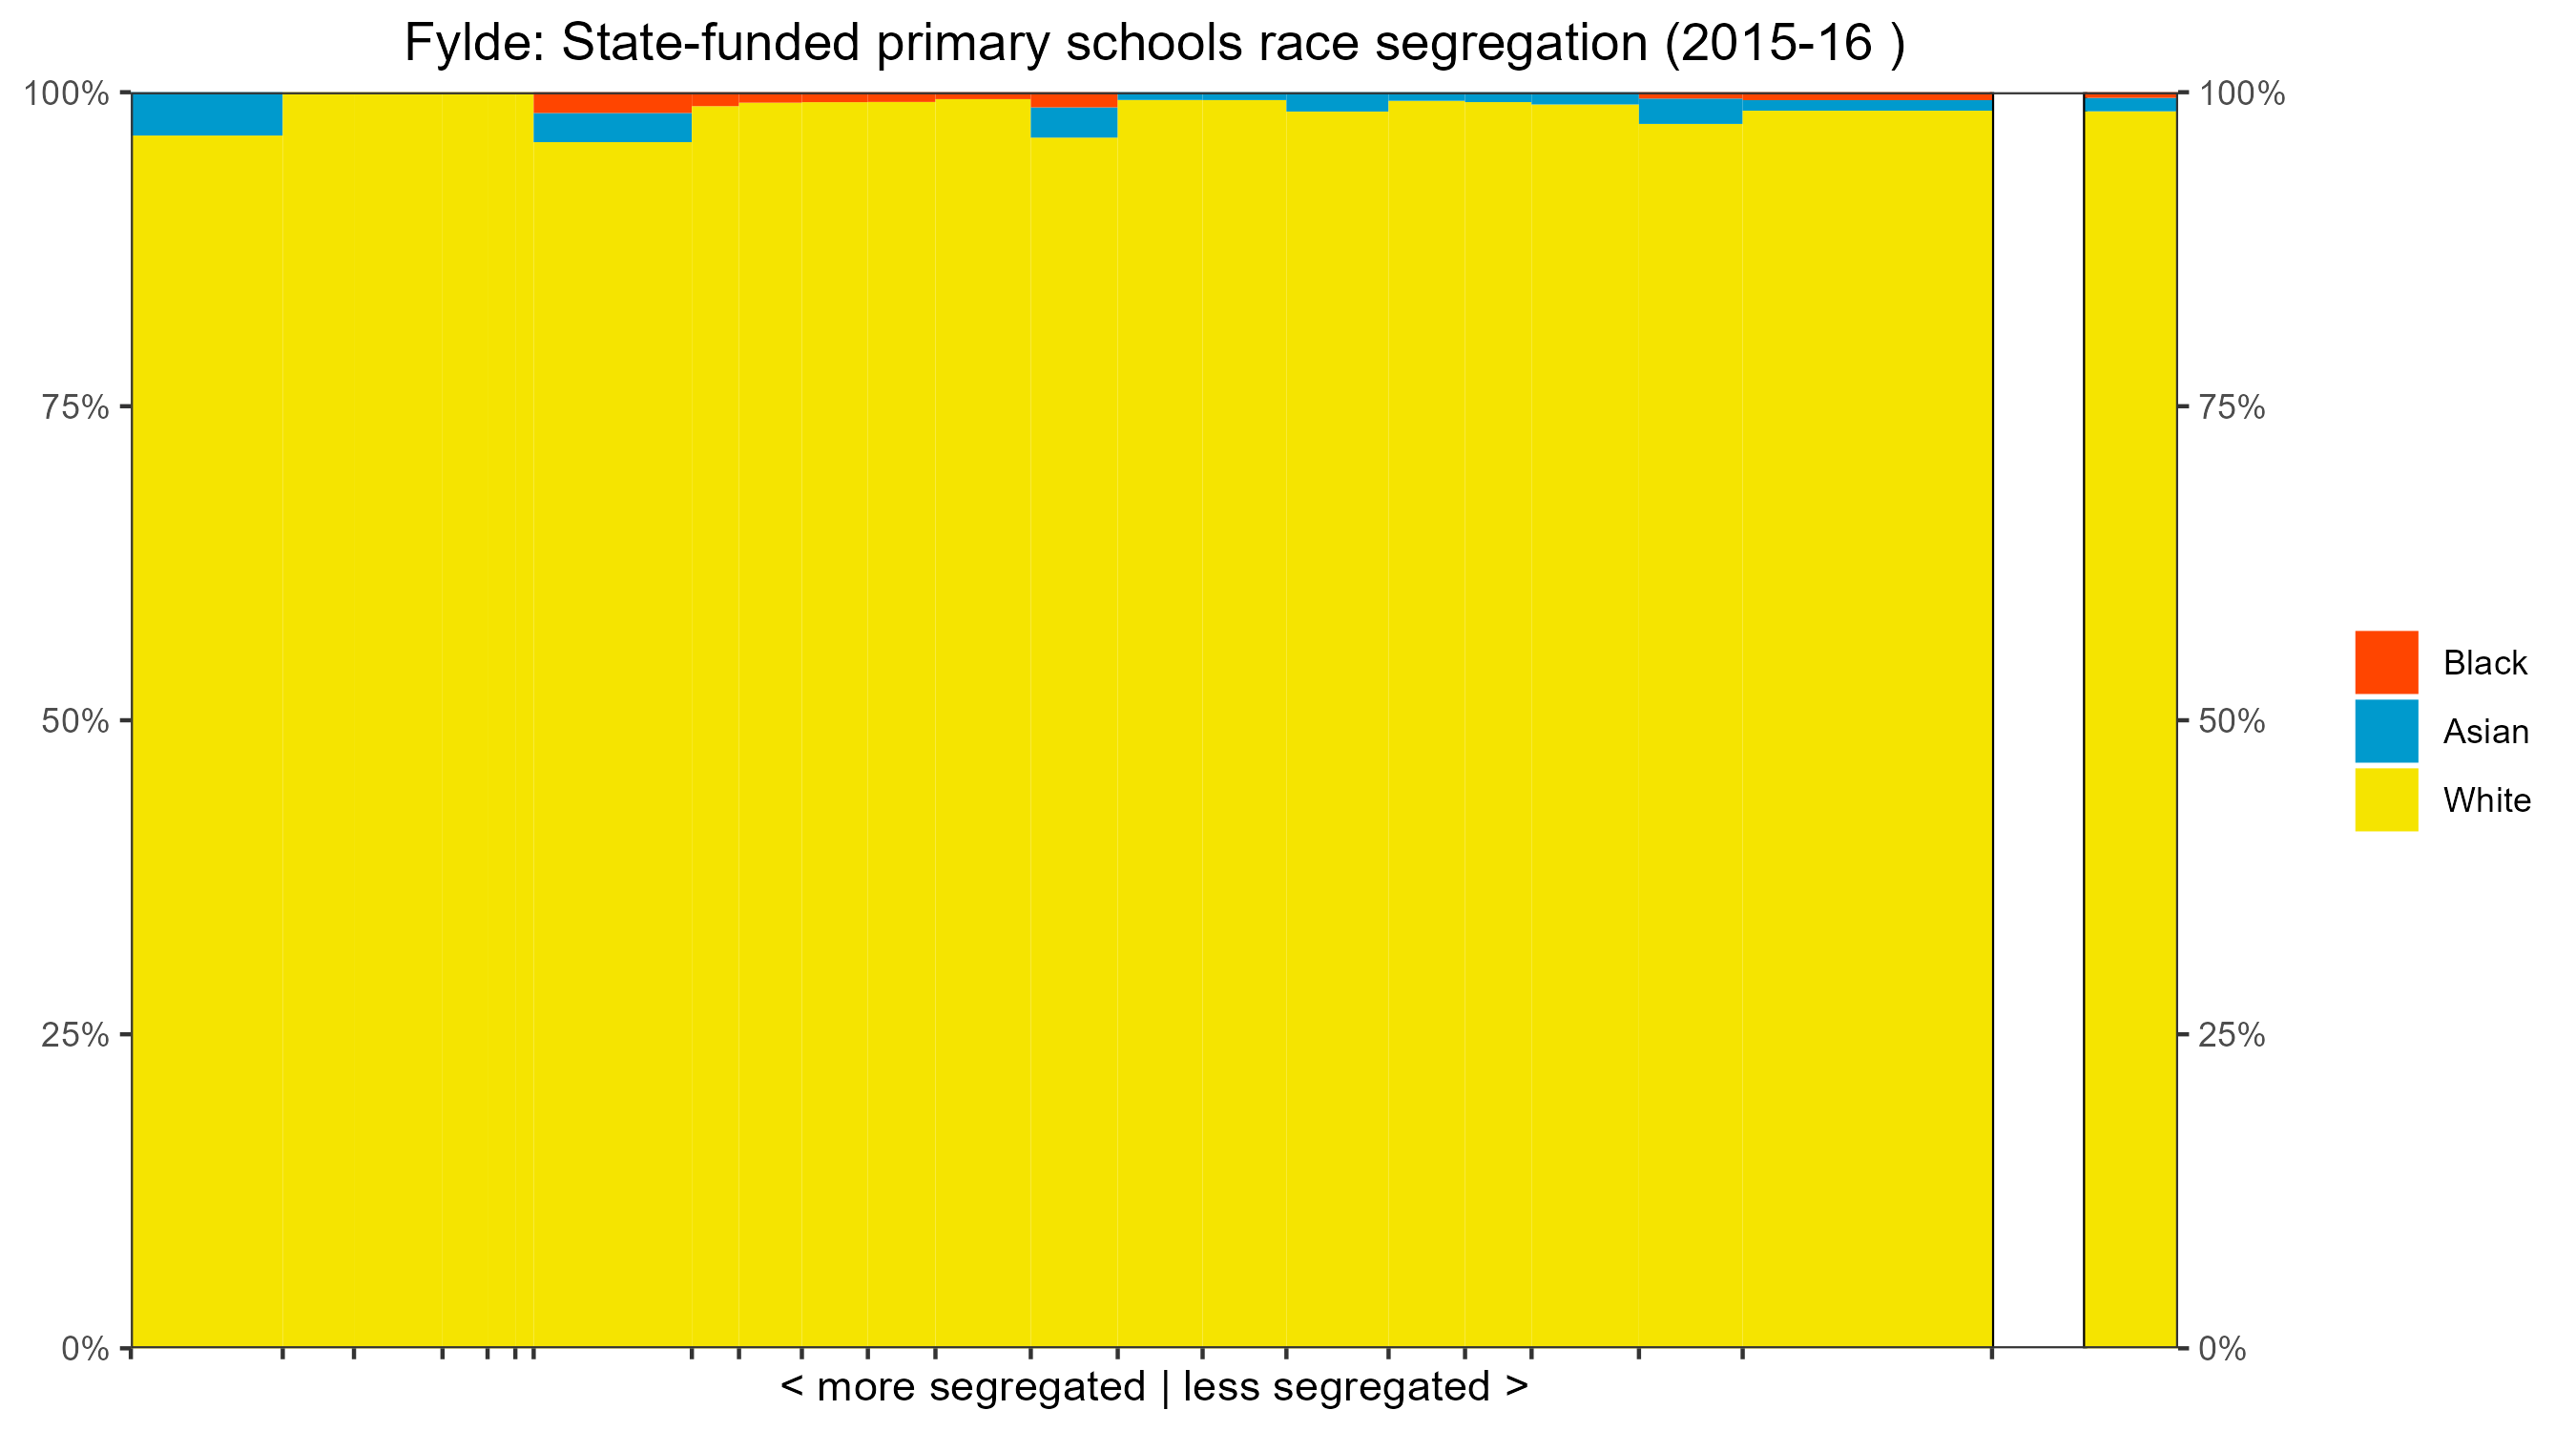 Fylde: State-funded primary schools race segregation (2015-16 )
100%
75%
50%
25%
0%
100%
75%
50%
25%
0%
Black
Asian
White
< more segregated | less segregated >